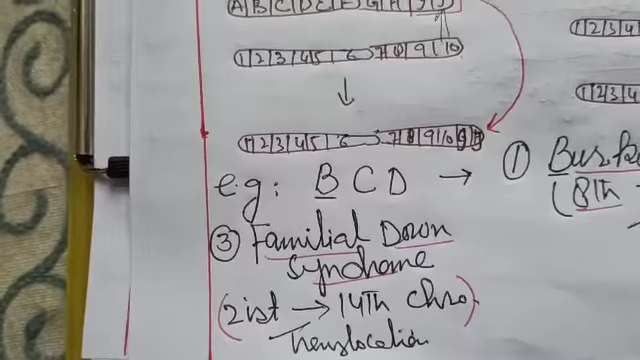 A B C D E F G H I J
1 2 3 4 5 6 7 8 9 10
1 2 3 4
1 2 3 4
1 2 3 4 5 6 7 8 9 10
e.g: B C D → ①
(8Th
③ Familial Down
Syndrome
(21st → 14Th Chro)
Translocation